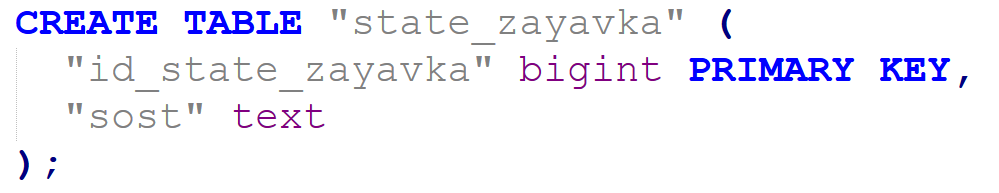 CREATE TABLE "state_zayavka" (
  "id_state_zayavka" bigint PRIMARY KEY,
  "sost" text
);